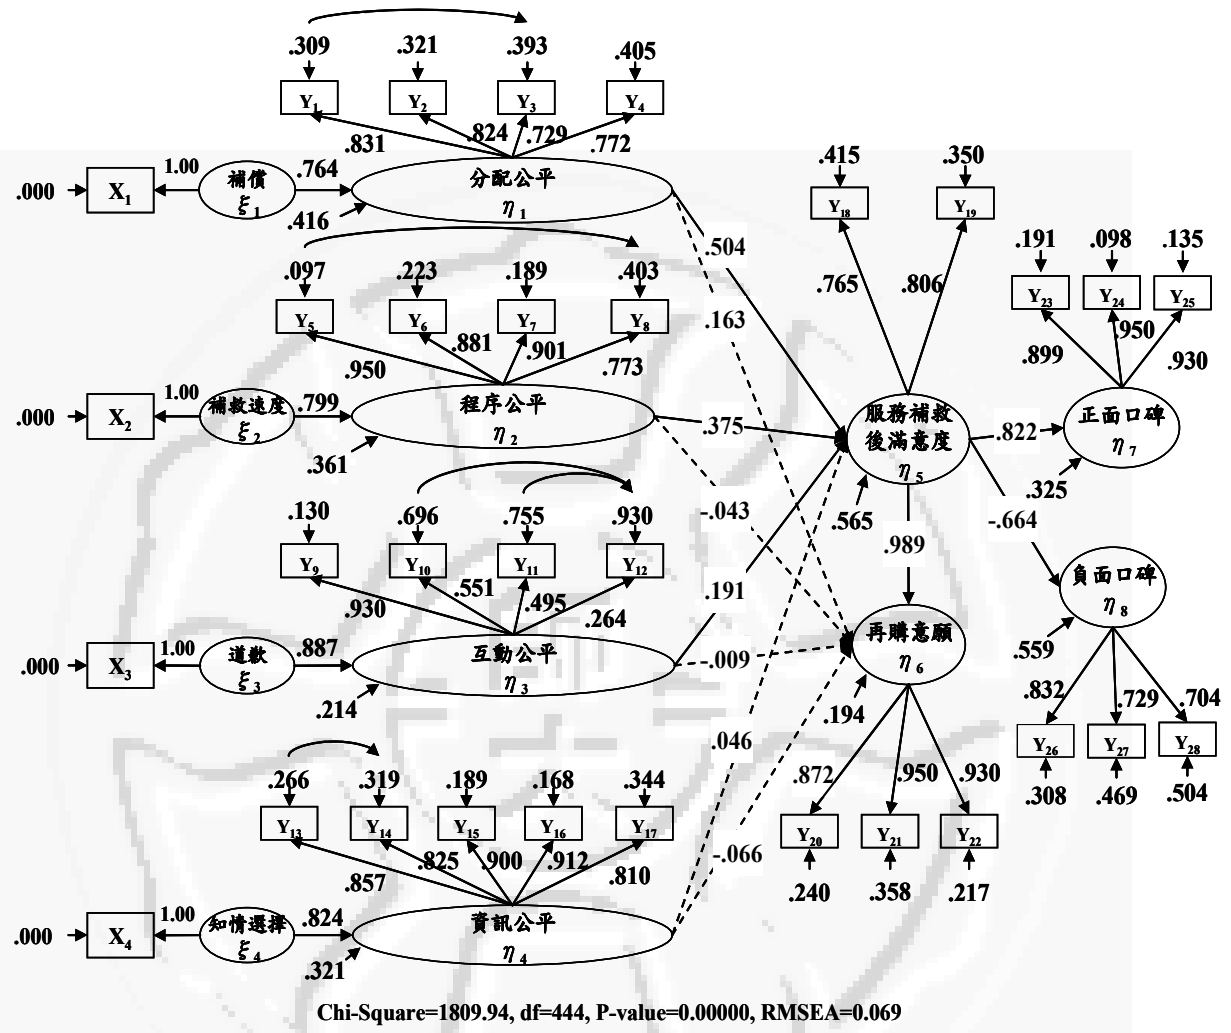 .309 .321 .393 .405
Y1 Y2 Y3 Y4
.831 .824 .729 .772
.000 X1 1.00 補償 ξ1 .764 分配公平 η1
.416
.097 .223 .189 .403
Y5 Y6 Y7 Y8
.950 .881 .901 .773
.000 X2 1.00 補救速度 ξ2 .799 程序公平 η2
.361
.130 .696 .755 .930
Y9 Y10 Y11 Y12
.930 .551 .495 .264
.000 X3 1.00 道歉 ξ3 .887 互動公平 η3
.214
.266 .319 .189 .168 .344
Y13 Y14 Y15 Y16 Y17
.857 .825 .900 .912 .810
.000 X4 1.00 知情選擇 ξ4 .824 資訊公平 η4
.321
.504
.163
.375
-.043
.191
.009
.046
-.066
.415 .350
Y18 Y19
.765 .806
服務補救
後滿意度
η5
.565
.989
再購意願
η6
.194
.872 .950 .930
Y20 Y21 Y22
.240 .358 .217
.191 .098 .135
Y23 Y24 Y25
.899 .950 .930
.822 正面口碑
η7
.325
-.664
負面口碑
η8
.559
.832 .729 .704
Y26 Y27 Y28
.308 .469 .504
Chi-Square=1809.94, df=444, P-value=0.00000, RMSEA=0.069